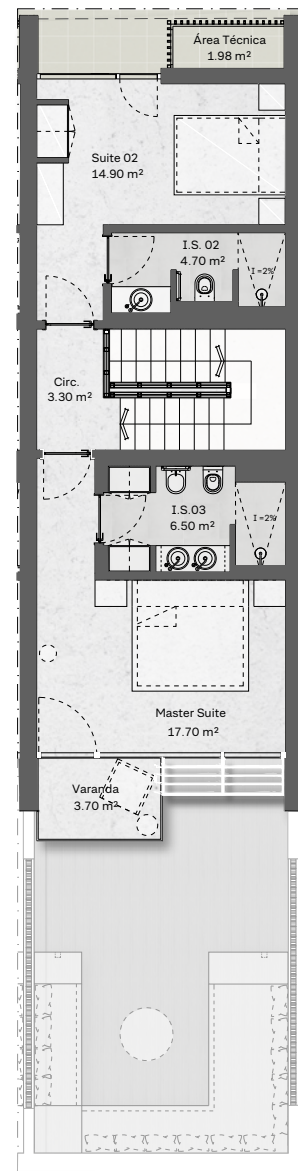 Área Técnica
1.98 m²
Suite 02
14.90 m²
I.S. 02
4.70 m²
I =2%
Circ.
3.30 m²
I.S.03
6.50 m²
I =2%
Master Suite
17.70 m²
Varanda
3.70 m²